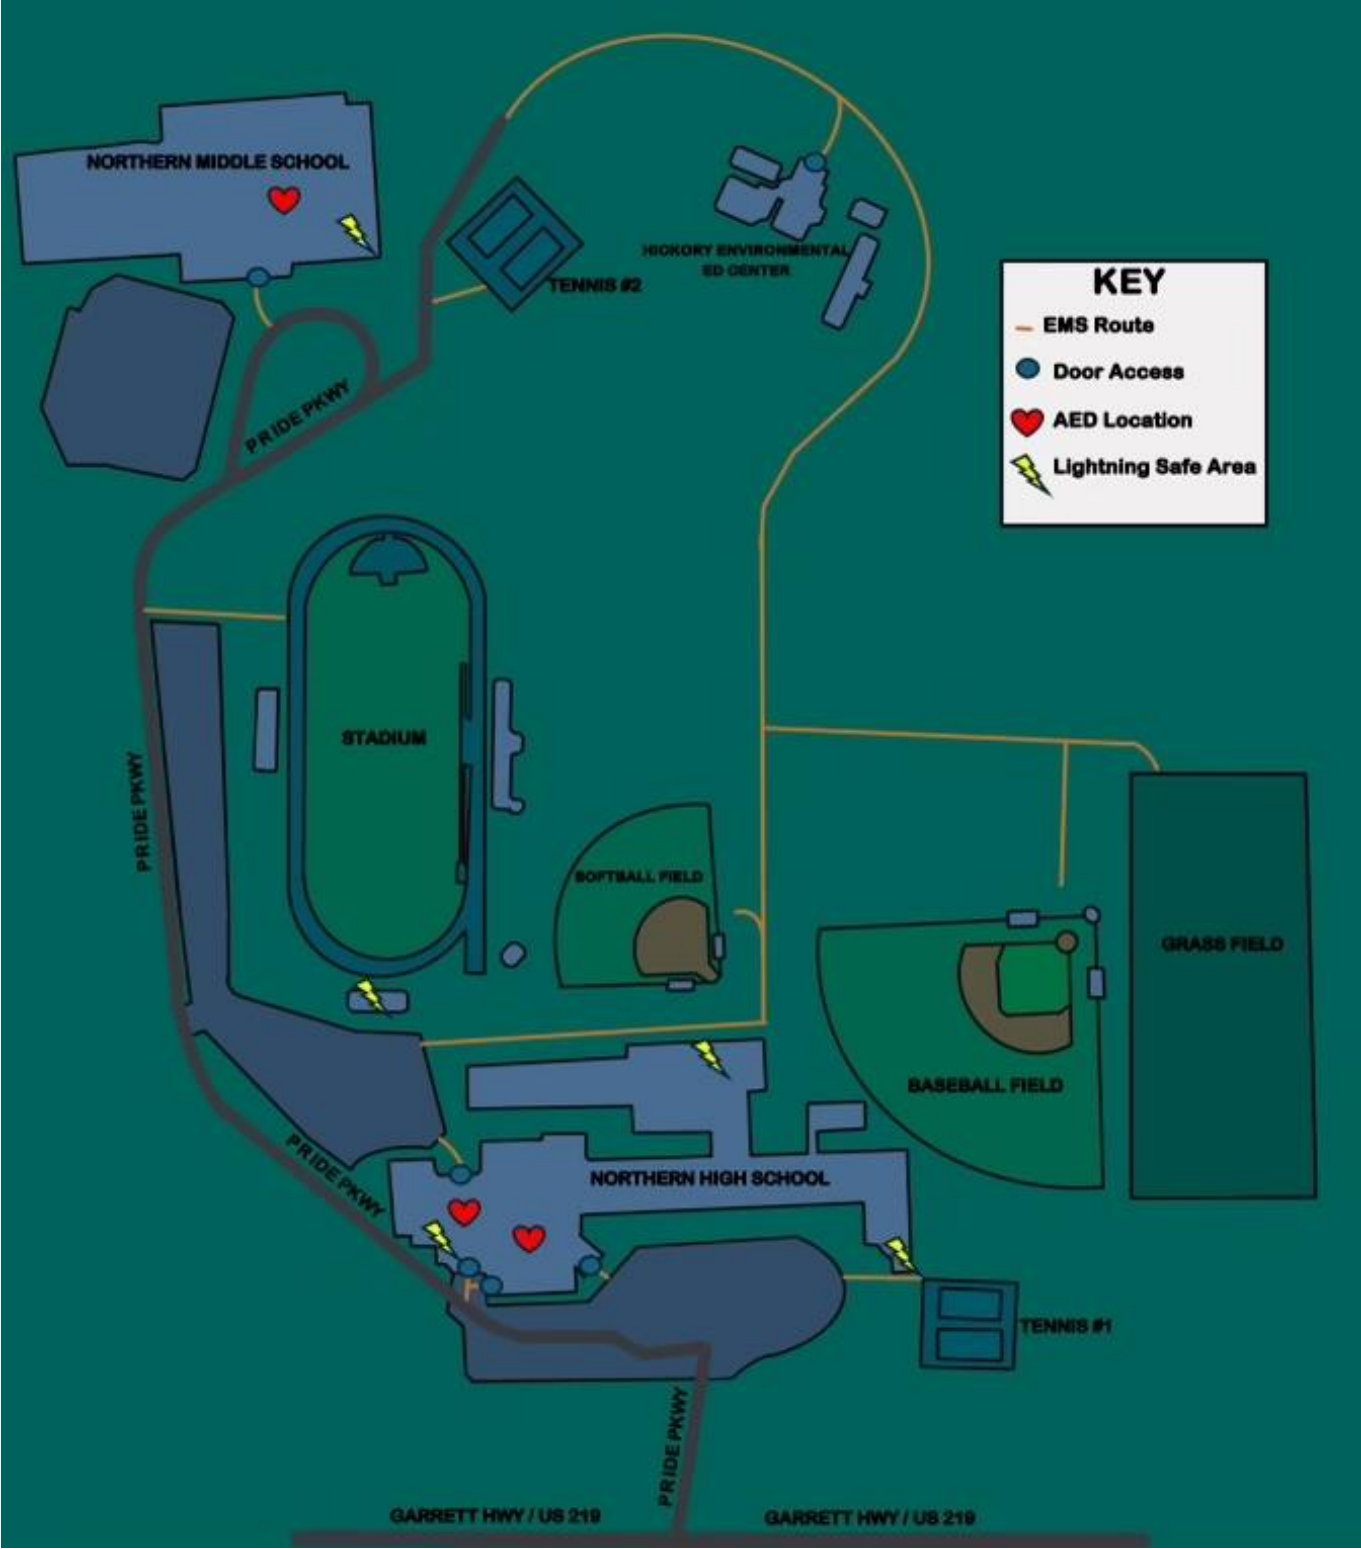 NORTHERN MIDDLE SCHOOL
HICKORY ENVIRONMENTAL
ED CENTER
TENNIS #2
KEY
EMS Route
Door Access
AED Location
Lightning Safe Area
PRIDE PKWY
STADIUM
PRIDE PKWY
SOFTBALL FIELD
GRASS FIELD
BASEBALL FIELD
PRIDE PKWY
NORTHERN HIGH SCHOOL
TENNIS #1
PRIDE PKWY
GARRETT HWY / US 219
GARRETT HWY / US 219